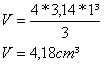 V = 4 * 3,14 * 1³ / 3
V = 4,18cm³